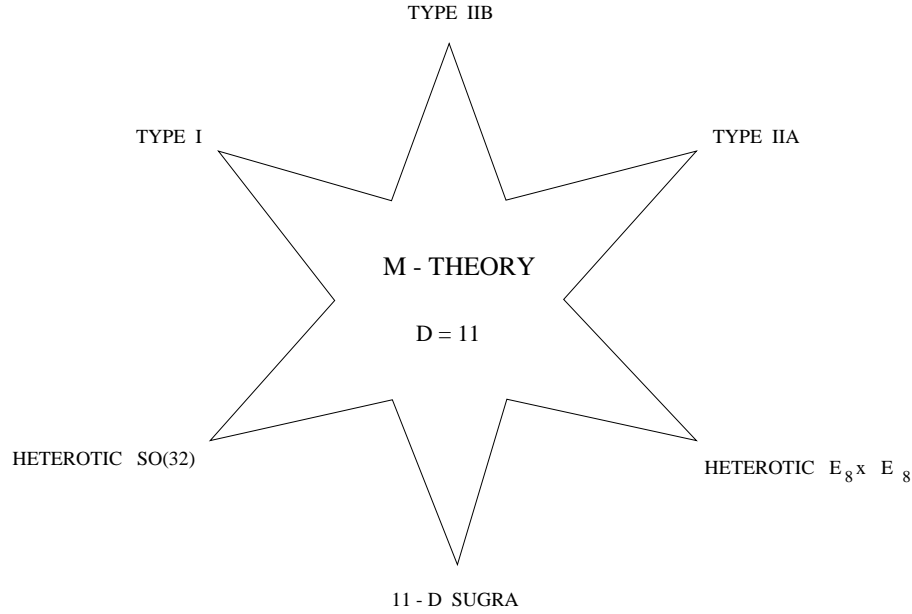 TYPE IIB
TYPE I
TYPE IIA
M - THEORY
D = 11
HETEROTIC SO(32)
HETEROTIC E₈ x E₈
11 - D SUGRA